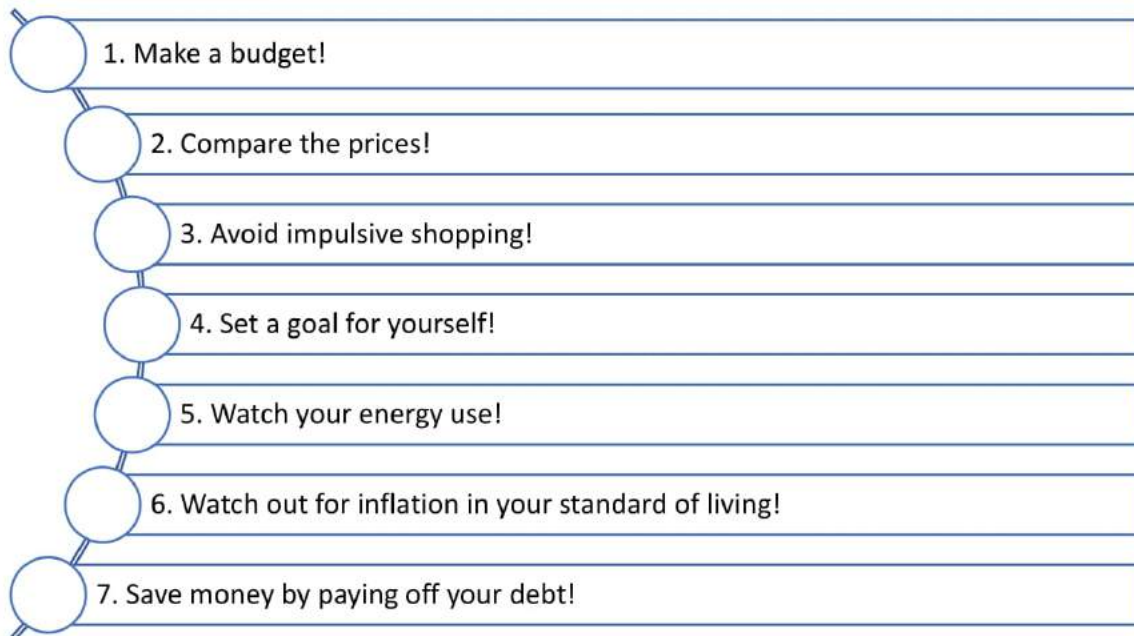 1. Make a budget!
2. Compare the prices!
3. Avoid impulsive shopping!
4. Set a goal for yourself!
5. Watch your energy use!
6. Watch out for inflation in your standard of living!
7. Save money by paying off your debt!